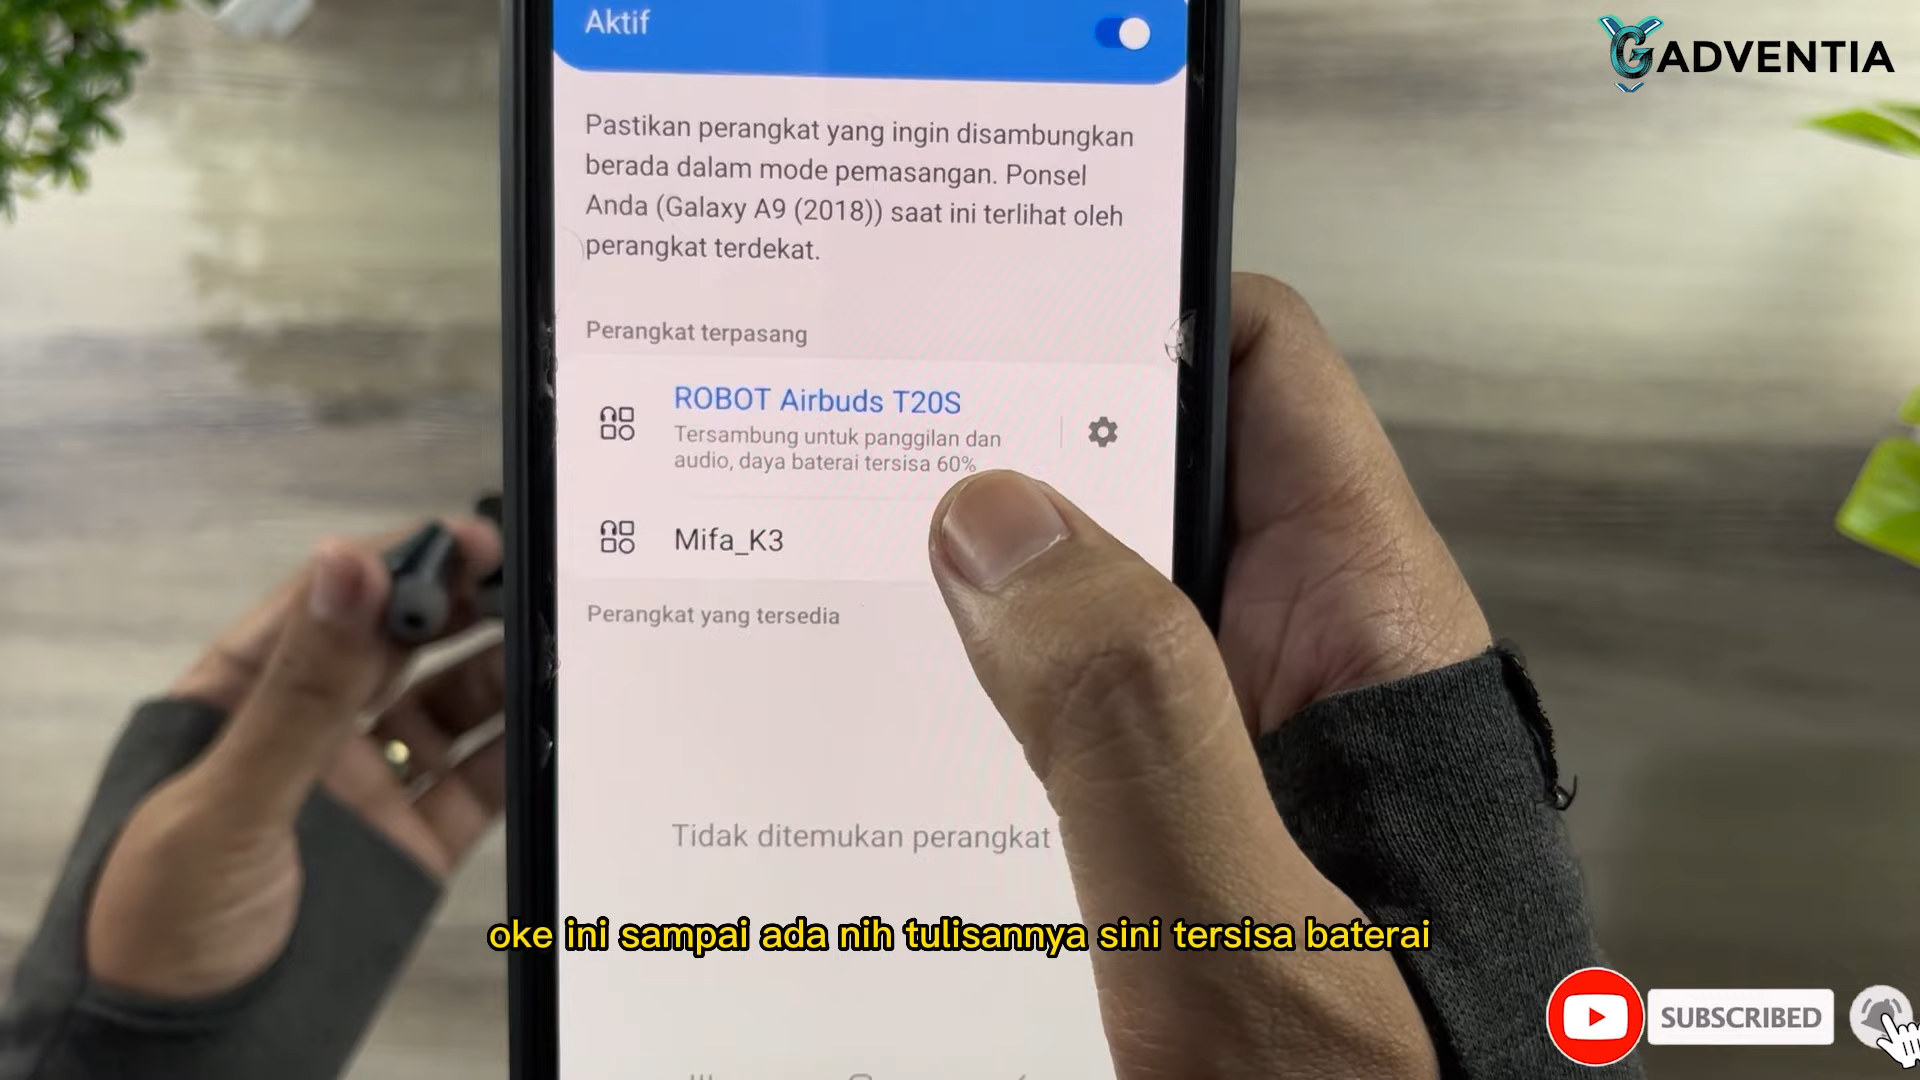 Aktif
GADVENTIA
Pastikan perangkat yang ingin disambungkan
berada dalam mode pemasangan. Ponsel
Anda (Galaxy A9 (2018)) saat ini terlihat oleh
perangkat terdekat.
Perangkat terpasang
ROBOT Airbuds T20S
Tersambung untuk panggilan dan
audio, daya baterai tersisa 60%
Mifa_K3
Perangkat yang tersedia
Tidak ditemukan perangkat
oke ini sampai ada nih tulisannya sini tersisa baterai
SUBSCRIBED